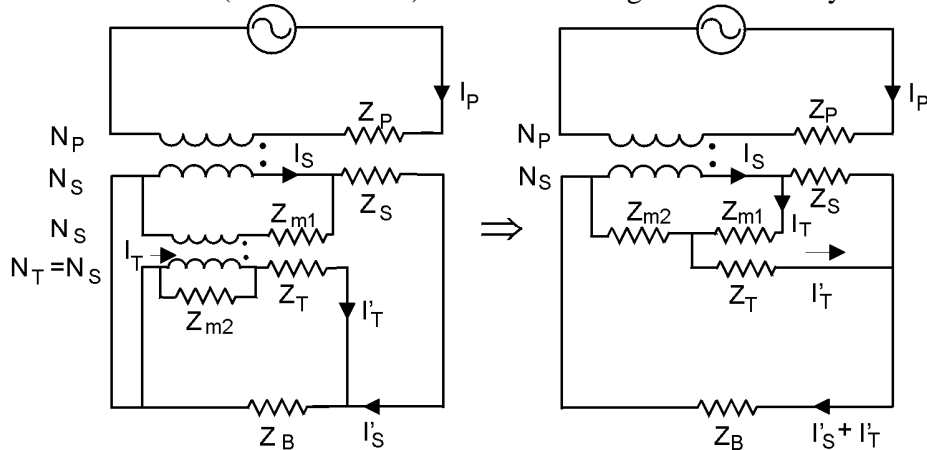 I_P
Z_P
N_P
I_S
N_S
Z_S
Z_m1
N_S
I_T
N_T = N_S
Z_T
Z_m2
I'_T
Z_B
I'_S
⇒
I_P
Z_P
N_P
I_S
N_S
Z_S
Z_m2
Z_m1
I_T
Z_T
I'_T
Z_B
I'_S + I'_T